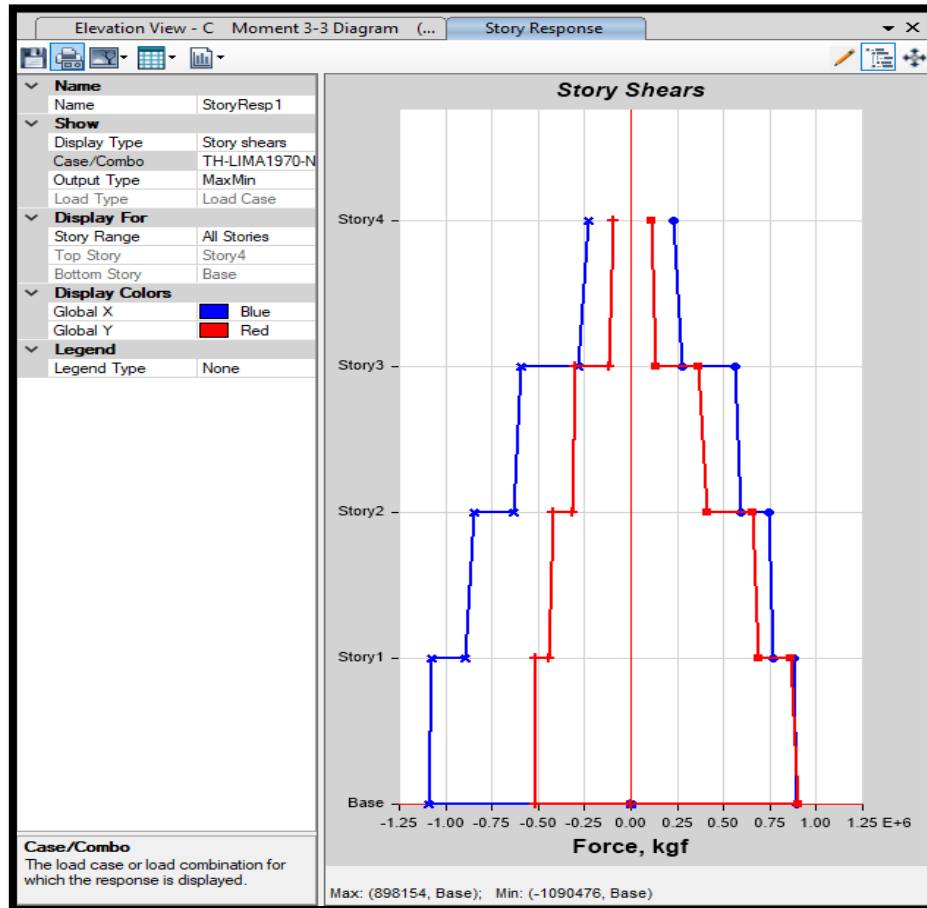 Elevation View - C Moment 3-3 Diagram (...
Story Response
Name
Name StoryResp1
Show
Display Type Story shears
Case/Combo TH-LIMA1970-N
Output Type MaxMin
Load Type Load Case
Display For
Story Range All Stories
Top Story Story4
Bottom Story Base
Display Colors
Global X Blue
Global Y Red
Legend
Legend Type None
Case/Combo
The load case or load combination for
which the response is displayed.
Story Shears
Story4
Story3
Story2
Story1
Base
-1.25 -1.00 -0.75 -0.50 -0.25 0.00 0.25 0.50 0.75 1.00 1.25 E+6
Force, kgf
Max: (898154, Base); Min: (-1090476, Base)